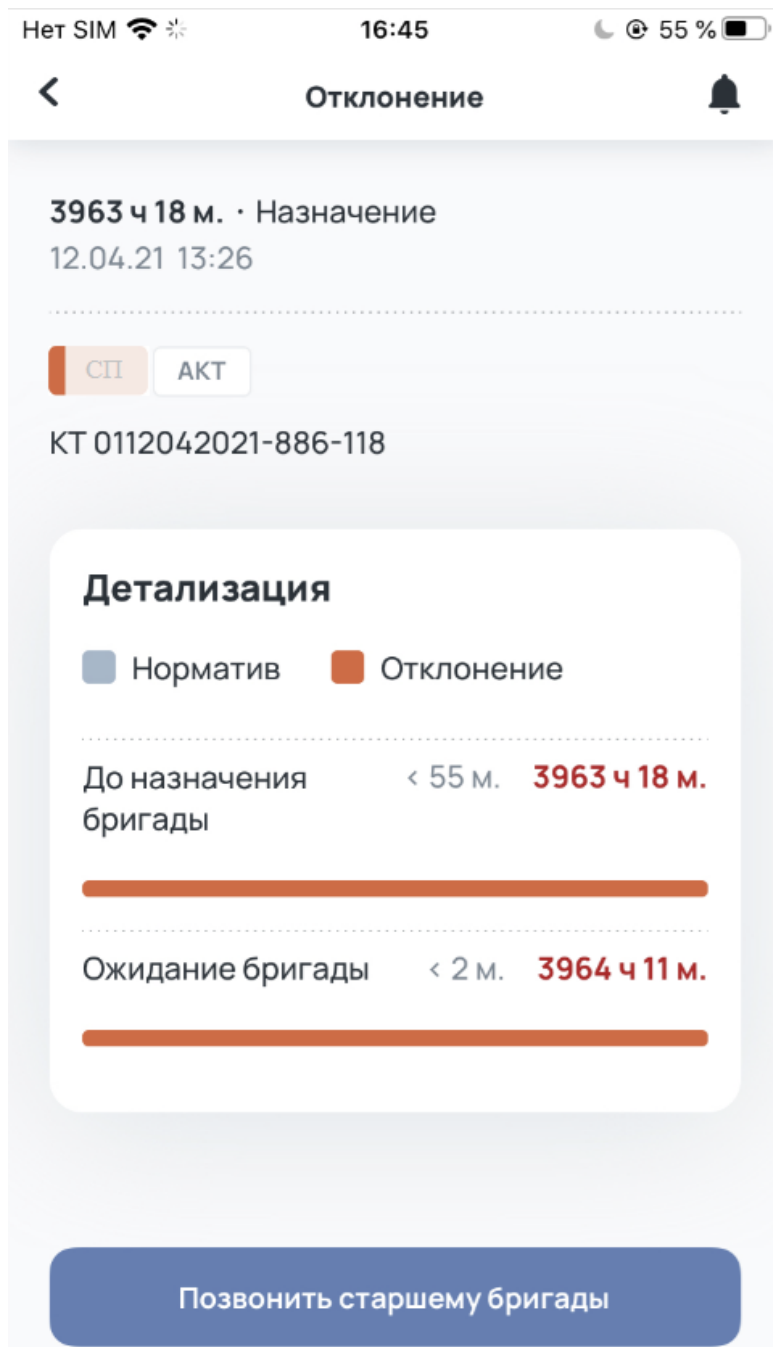 Нет SIM 16:45 55 %
Отклонение
3963 ч 18 м. · Назначение
12.04.21 13:26
СП АКТ
КТ 0112042021-886-118
Детализация
Норматив Отклонение
До назначения < 55 м. 3963 ч 18 м.
бригады
Ожидание бригады < 2 м. 3964 ч 11 м.
Позвонить старшему бригады